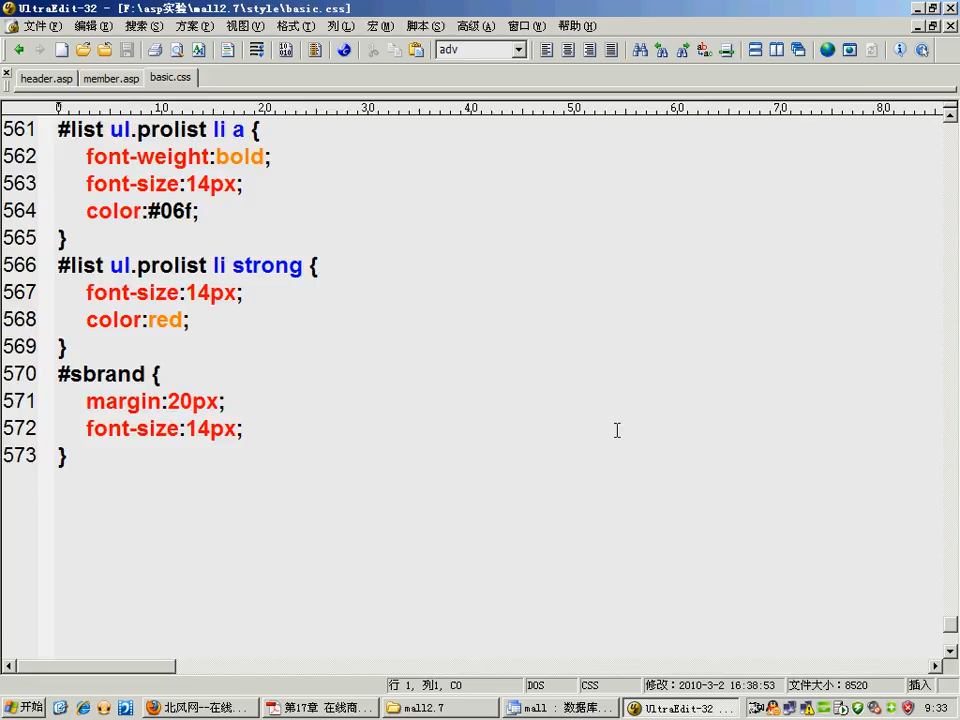 UltraEdit-32 - [F:\asp实验\mall2.7\style\basic.css]
文件(F) 编辑(E) 搜索(S) 方案(P) 视图(V) 格式(T) 列(L) 宏(M) 脚本(S) 高级(A) 窗口(W) 帮助(H)
adv
header.asp member.asp basic.css
0 10 20 30 40 50 60 70 80
561 #list ul.prolist li a {
562 font-weight:bold;
563 font-size:14px;
564 color:#06f;
565 }
566 #list ul.prolist li strong {
567 font-size:14px;
568 color:red;
569 }
570 #sbrand {
571 margin:20px;
572 font-size:14px;
573 }
行 1, 列1, C0 DOS CSS 修改：2010-3-2 16:38:53 文件大小：8520 插入
开始 北风网--在线... 第17章 在线商... mall2.7 mall : 数据库... UltraEdit-32 ... 9:33